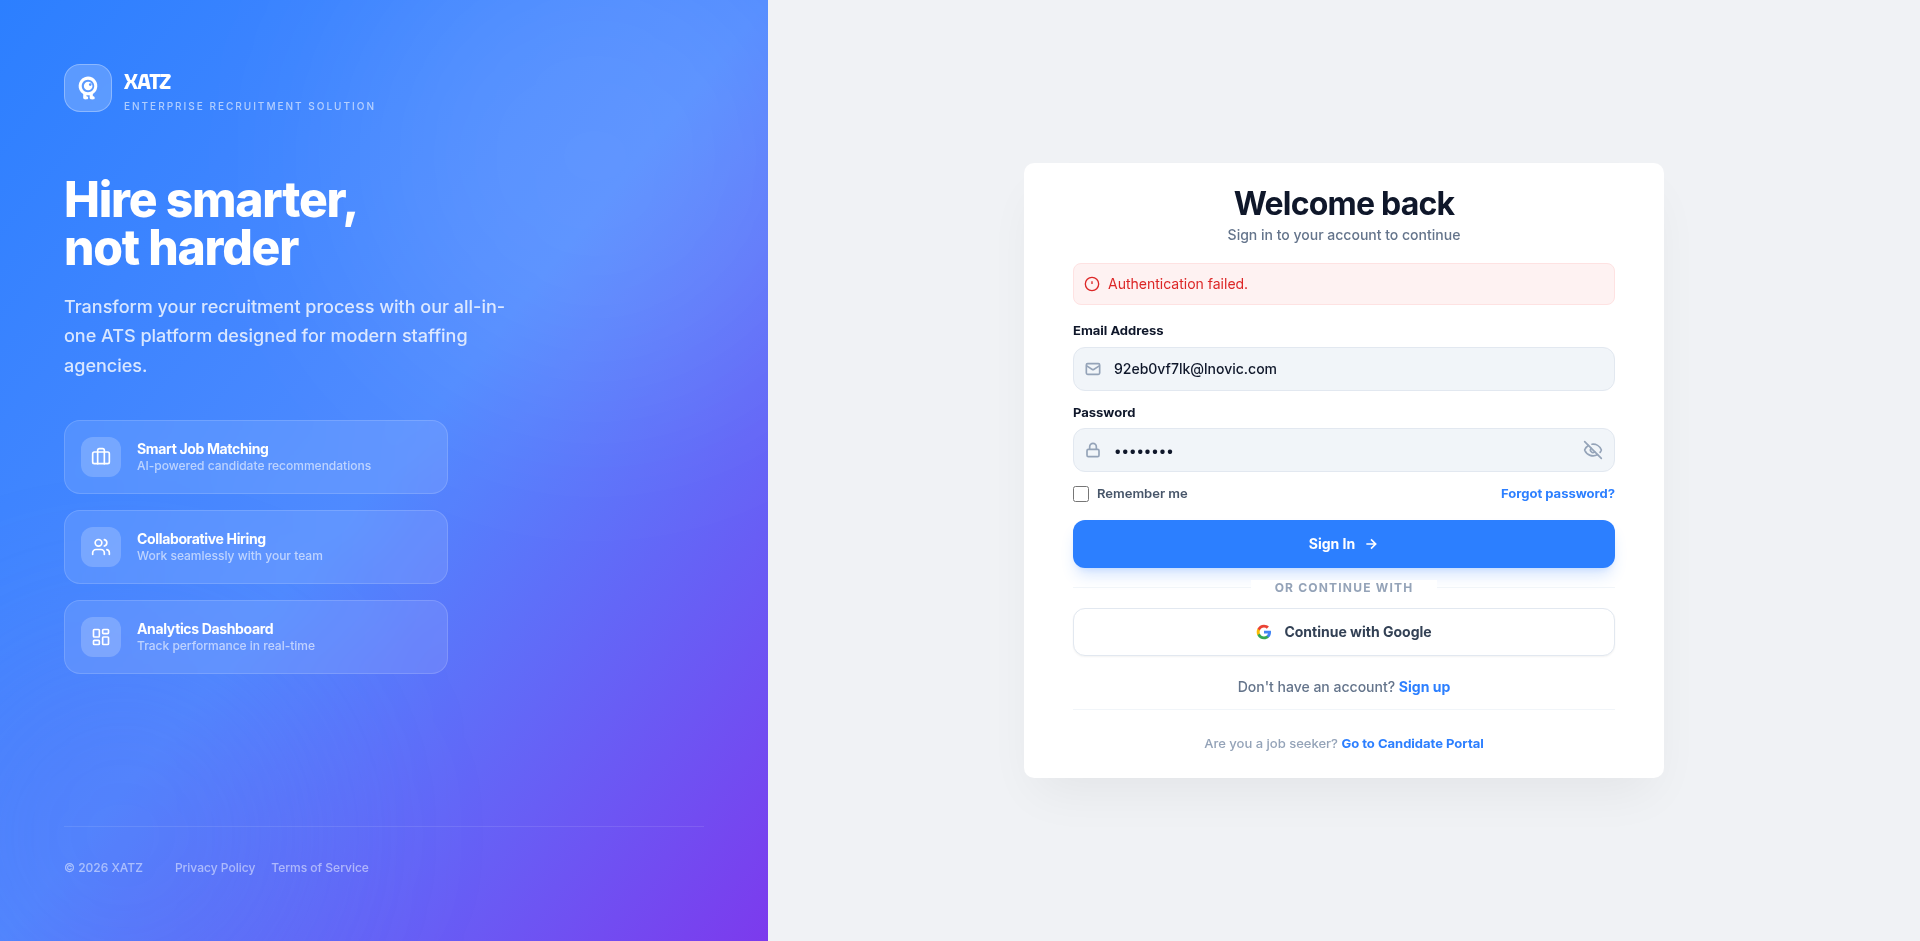 XATZ
ENTERPRISE RECRUITMENT SOLUTION
Hire smarter,
not harder
Transform your recruitment process with our all-in-
one ATS platform designed for modern staffing
agencies.
Smart Job Matching
AI-powered candidate recommendations
Collaborative Hiring
Work seamlessly with your team
Analytics Dashboard
Track performance in real-time
© 2026 XATZ Privacy Policy Terms of Service
Welcome back
Sign in to your account to continue
Authentication failed.
Email Address
92eb0vf7lk@lnovic.com
Password
••••••••
Remember me Forgot password?
Sign In →
OR CONTINUE WITH
Continue with Google
Don't have an account? Sign up
Are you a job seeker? Go to Candidate Portal